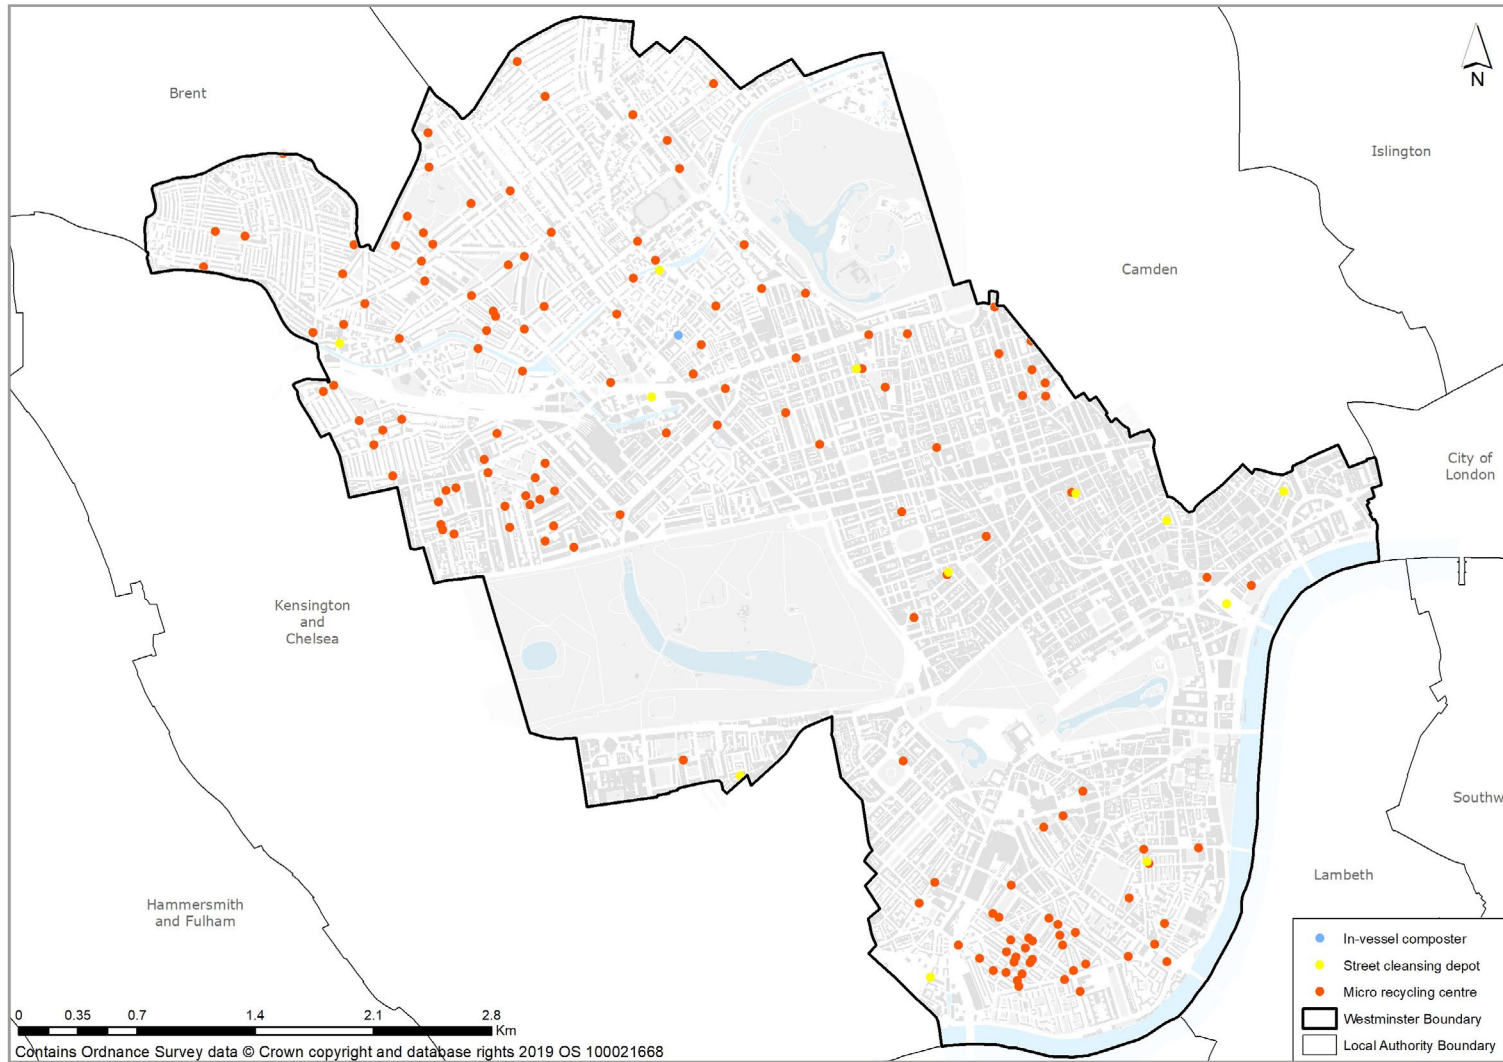 Brent
N
Islington
Camden
City of
London
Kensington
and
Chelsea
Southw
Lambeth
Hammersmith
and Fulham
In-vessel composter
Street cleansing depot
Micro recycling centre
Westminster Boundary
Local Authority Boundary
0 0.35 0.7 1.4 2.1 2.8
Km
Contains Ordnance Survey data © Crown copyright and database rights 2019 OS 100021668